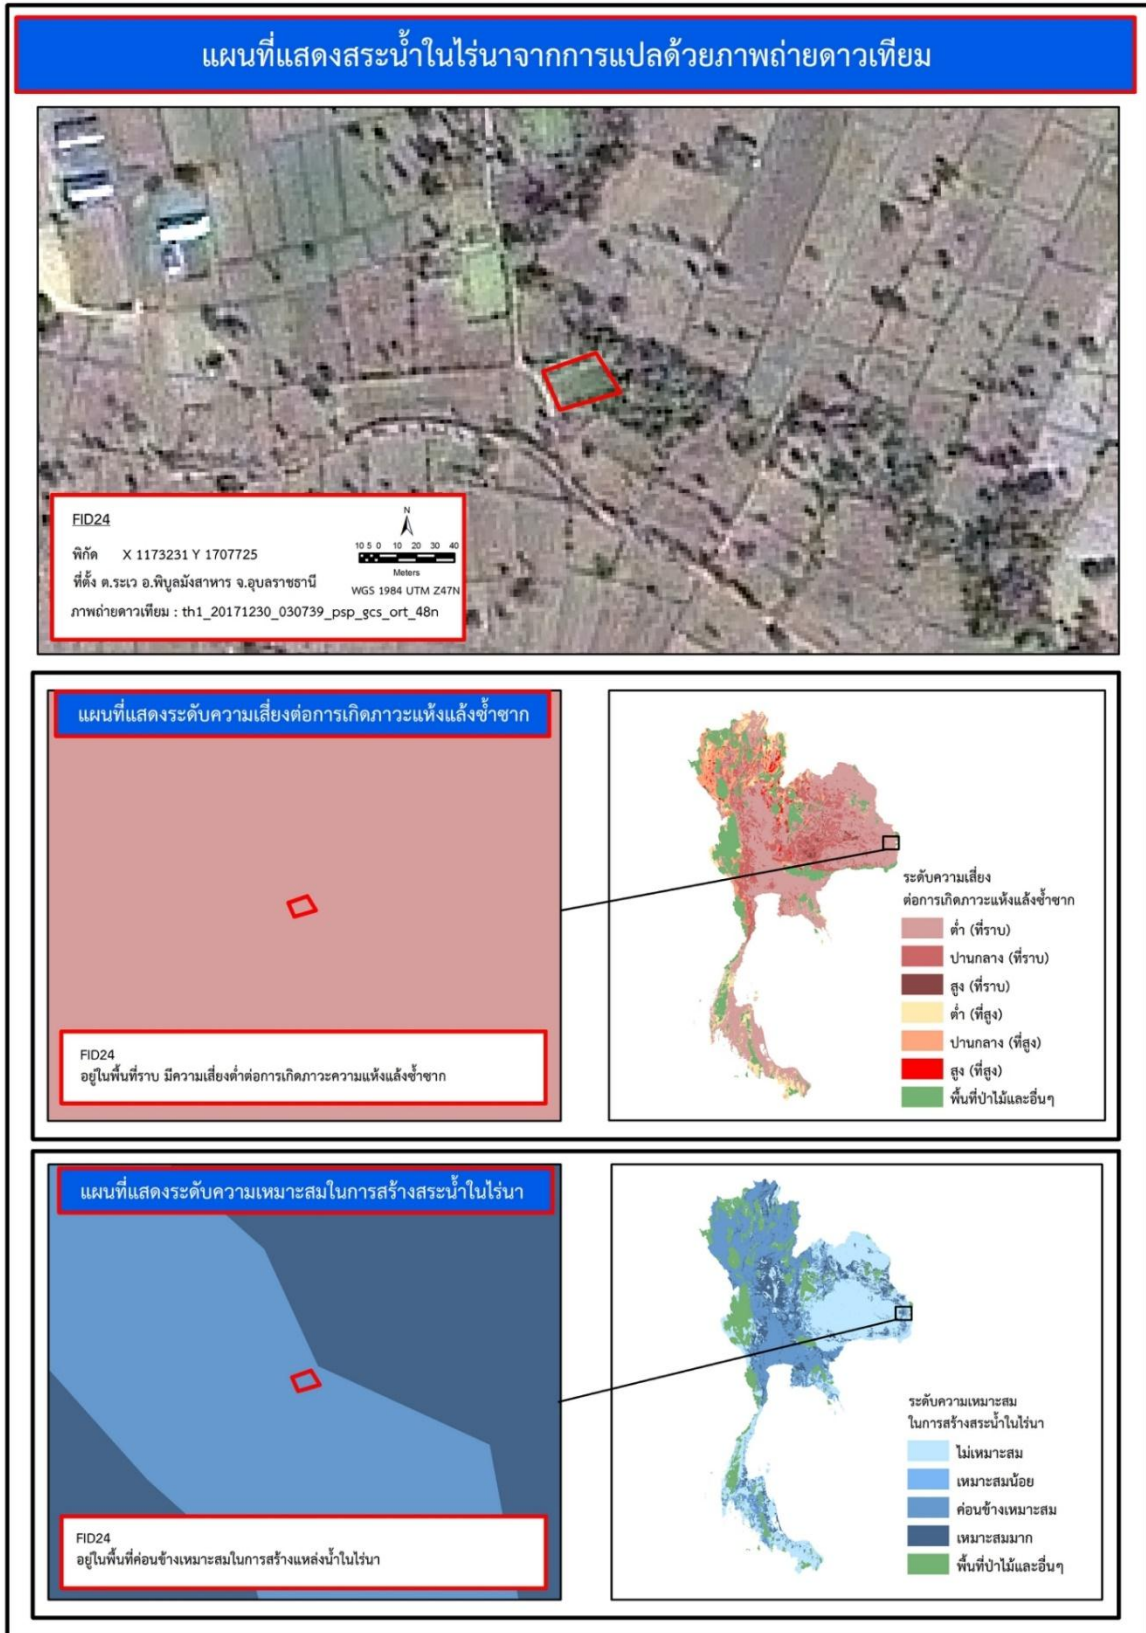 แผนที่แสดงสระน้ำในไร่นาจากการแปลด้วยภาพถ่ายดาวเทียม
FID24
พิกัด X 1173231 Y 1707725
ที่ตั้ง ต.ระเว อ.พิบูลมังสาหาร จ.อุบลราชธานี
ภาพถ่ายดาวเทียม : th1_20171230_030739_psp_gcs_ort_48n
N
10 5 0 10 20 30 40
Meters
WGS 1984 UTM Z47N
แผนที่แสดงระดับความเสี่ยงต่อการเกิดภาวะแห้งแล้งซ้ำซาก
FID24
อยู่ในพื้นที่ราบ มีความเสี่ยงต่ำต่อการเกิดภาวะความแห้งแล้งซ้ำซาก
ระดับความเสี่ยง
ต่อการเกิดภาวะแห้งแล้งซ้ำซาก
ต่ำ (ที่ราบ)
ปานกลาง (ที่ราบ)
สูง (ที่ราบ)
ต่ำ (ที่สูง)
ปานกลาง (ที่สูง)
สูง (ที่สูง)
พื้นที่ป่าไม้และอื่นๆ
แผนที่แสดงระดับความเหมาะสมในการสร้างสระน้ำในไร่นา
FID24
อยู่ในพื้นที่ค่อนข้างเหมาะสมในการสร้างแหล่งน้ำในไร่นา
ระดับความเหมาะสม
ในการสร้างสระน้ำในไร่นา
ไม่เหมาะสม
เหมาะสมน้อย
ค่อนข้างเหมาะสม
เหมาะสมมาก
พื้นที่ป่าไม้และอื่นๆ